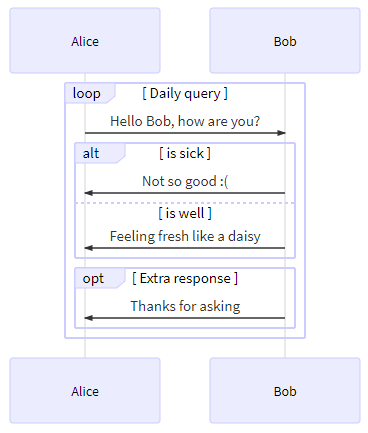 Alice Bob
loop [ Daily query ]
Hello Bob, how are you?
alt [ is sick ]
Not so good :(
[ is well ]
Feeling fresh like a daisy
opt [ Extra response ]
Thanks for asking
Alice Bob